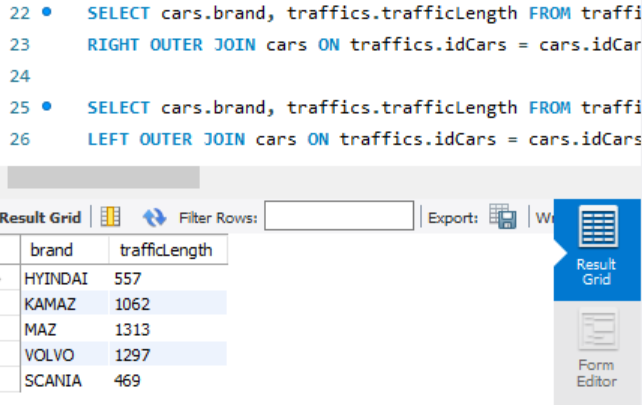 22 SELECT cars.brand, traffics.trafficLength FROM traffi
23 RIGHT OUTER JOIN cars ON traffics.idCars = cars.idCar
24
25 SELECT cars.brand, traffics.trafficLength FROM traffi
26 LEFT OUTER JOIN cars ON traffics.idCars = cars.idCars
Result Grid Filter Rows: Export: Wr
brand trafficLength
HYINDAI 557
KAMAZ 1062
MAZ 1313
VOLVO 1297
SCANIA 469
Result
Grid
Form
Editor